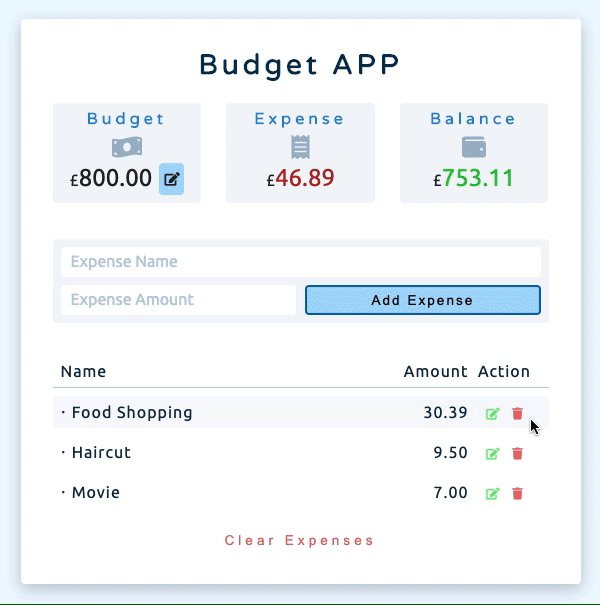 Budget APP
Budget Expense Balance
£800.00 £46.89 £753.11
Expense Name
Expense Amount Add Expense
Name Amount Action
· Food Shopping 30.39
· Haircut 9.50
· Movie 7.00
Clear Expenses